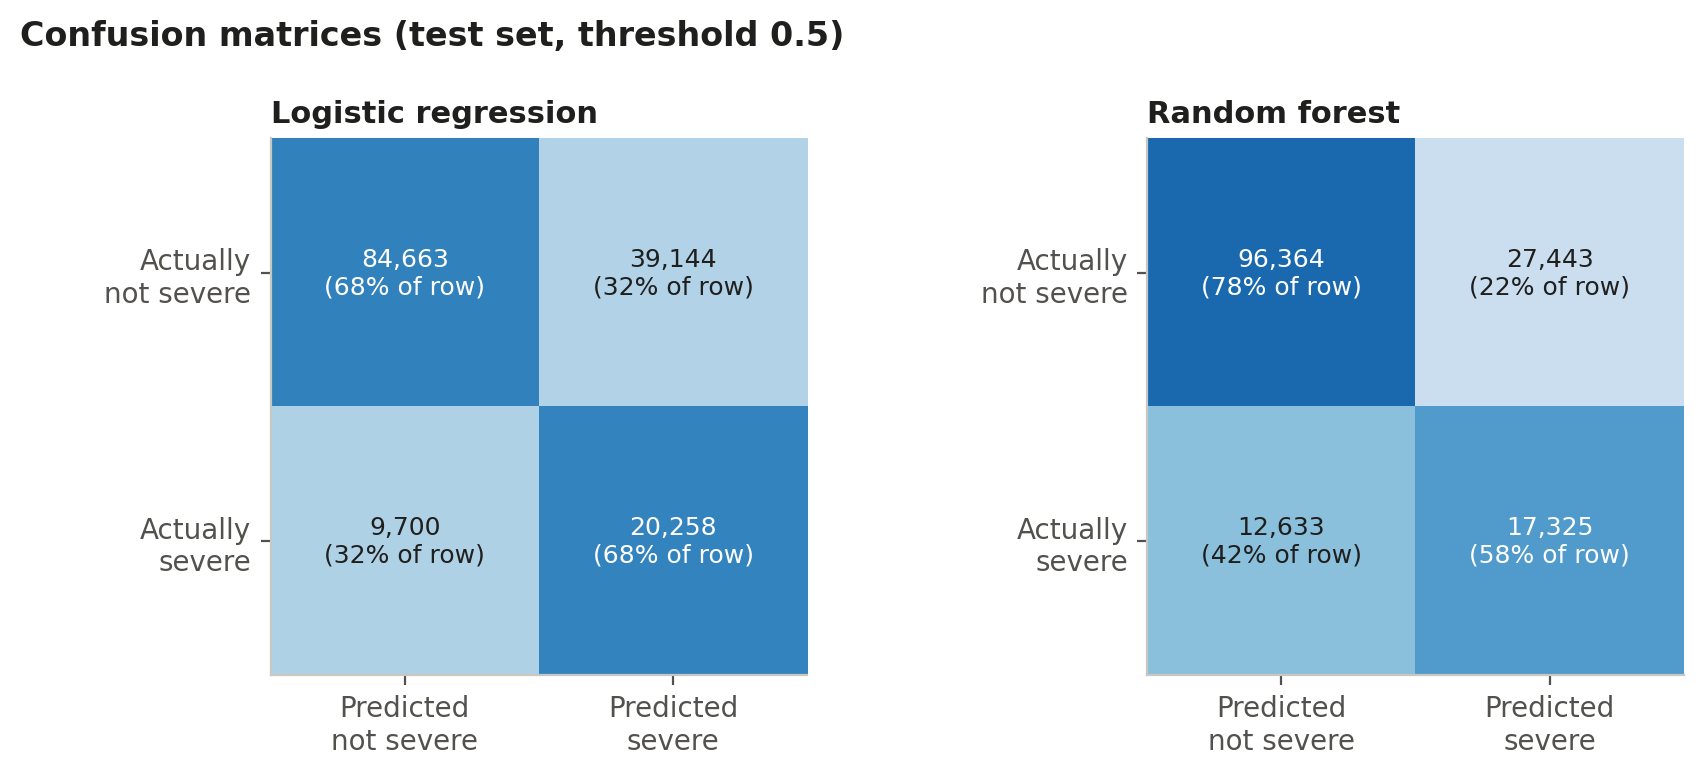 Confusion matrices (test set, threshold 0.5)
Logistic regression
Actually
not severe
84,663
(68% of row)
39,144
(32% of row)
Actually
severe
9,700
(32% of row)
20,258
(68% of row)
Predicted
not severe
Predicted
severe
Random forest
Actually
not severe
96,364
(78% of row)
27,443
(22% of row)
Actually
severe
12,633
(42% of row)
17,325
(58% of row)
Predicted
not severe
Predicted
severe